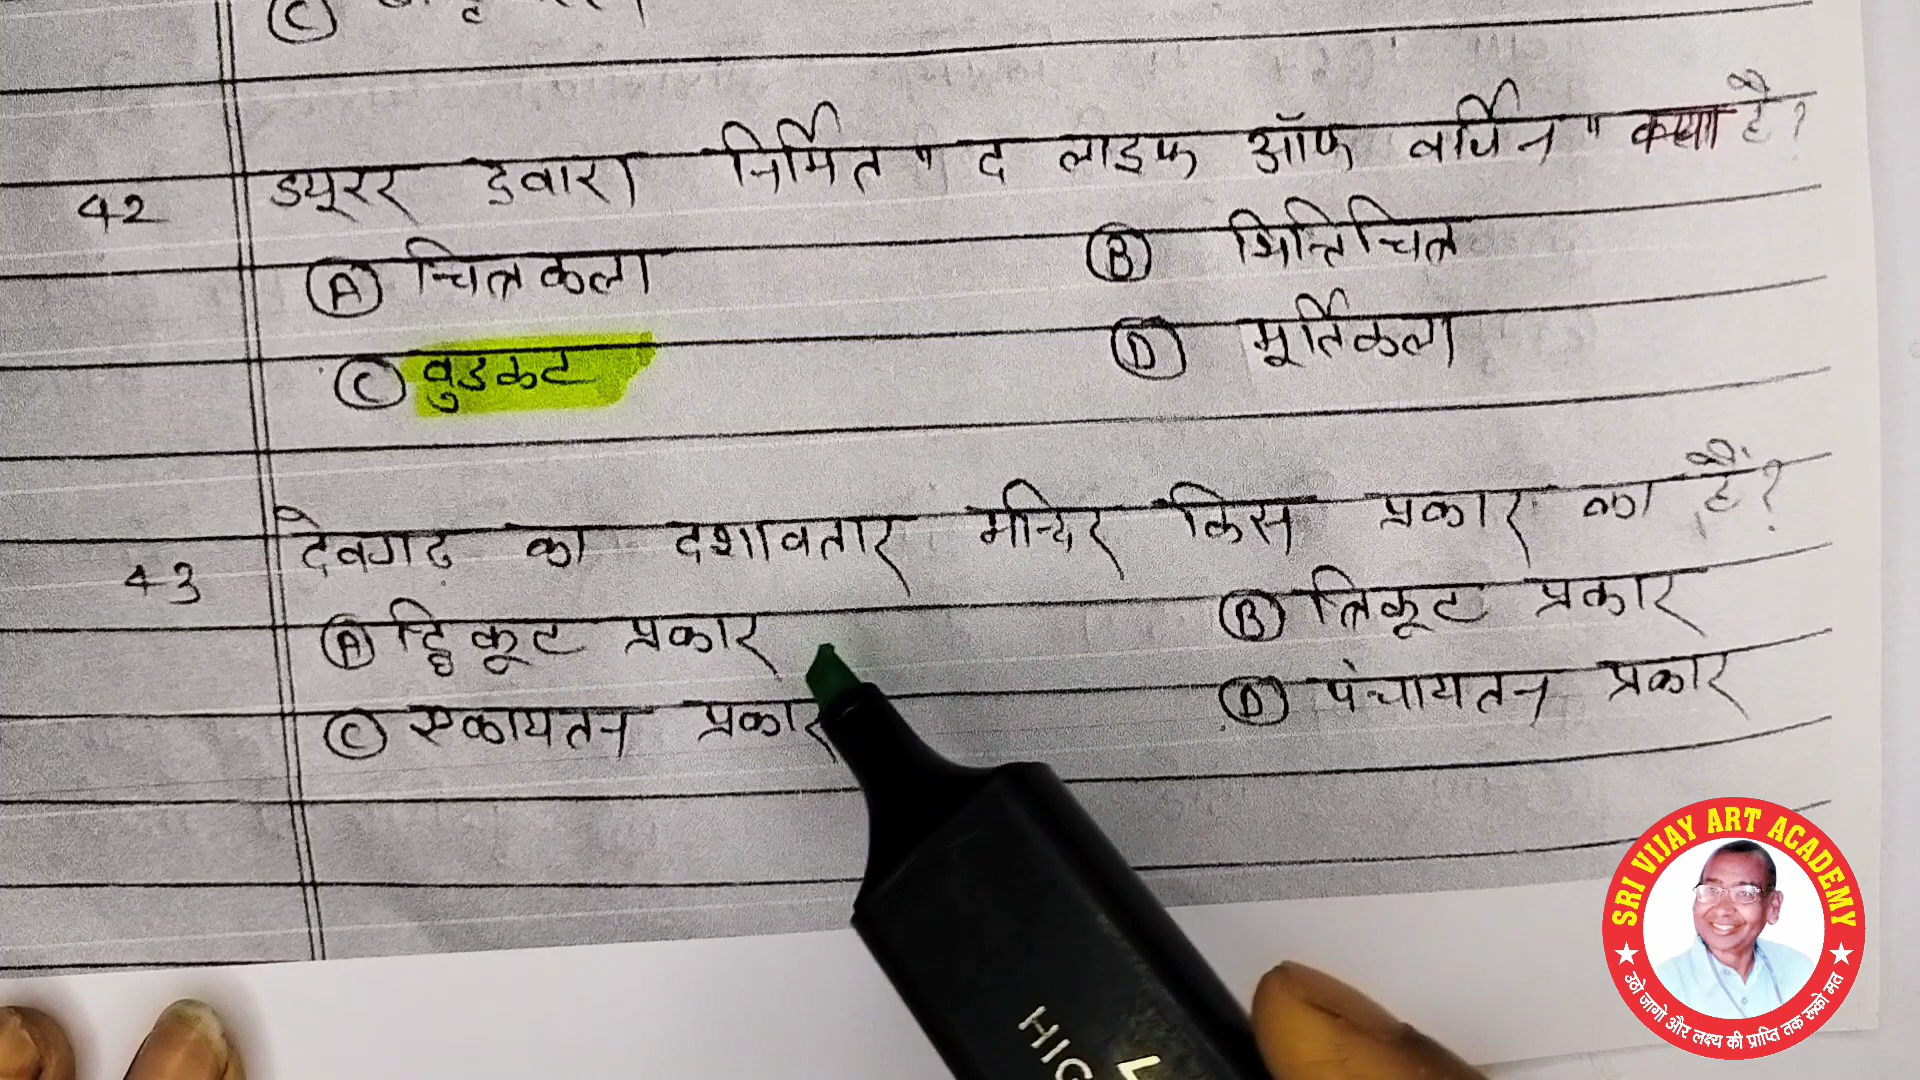 (C)
42 ड्यूरर द्वारा निर्मित "द लाइफ ऑफ वर्जिन" क्या है?
(A) चित्रकला (B) भित्तिचित्र
(C) वुडकट (D) मूर्तिकला
43 देवगढ का दशावतार मन्दिर किस प्रकार का है?
(A) द्विकूट प्रकार (B) त्रिकूट प्रकार
(C) एकायतन प्रकार (D) पंचायतन प्रकार
SRI VIJAY ART ACADEMY
उठो जागो और लक्ष्य की प्राप्ति तक रूको मत
HIG